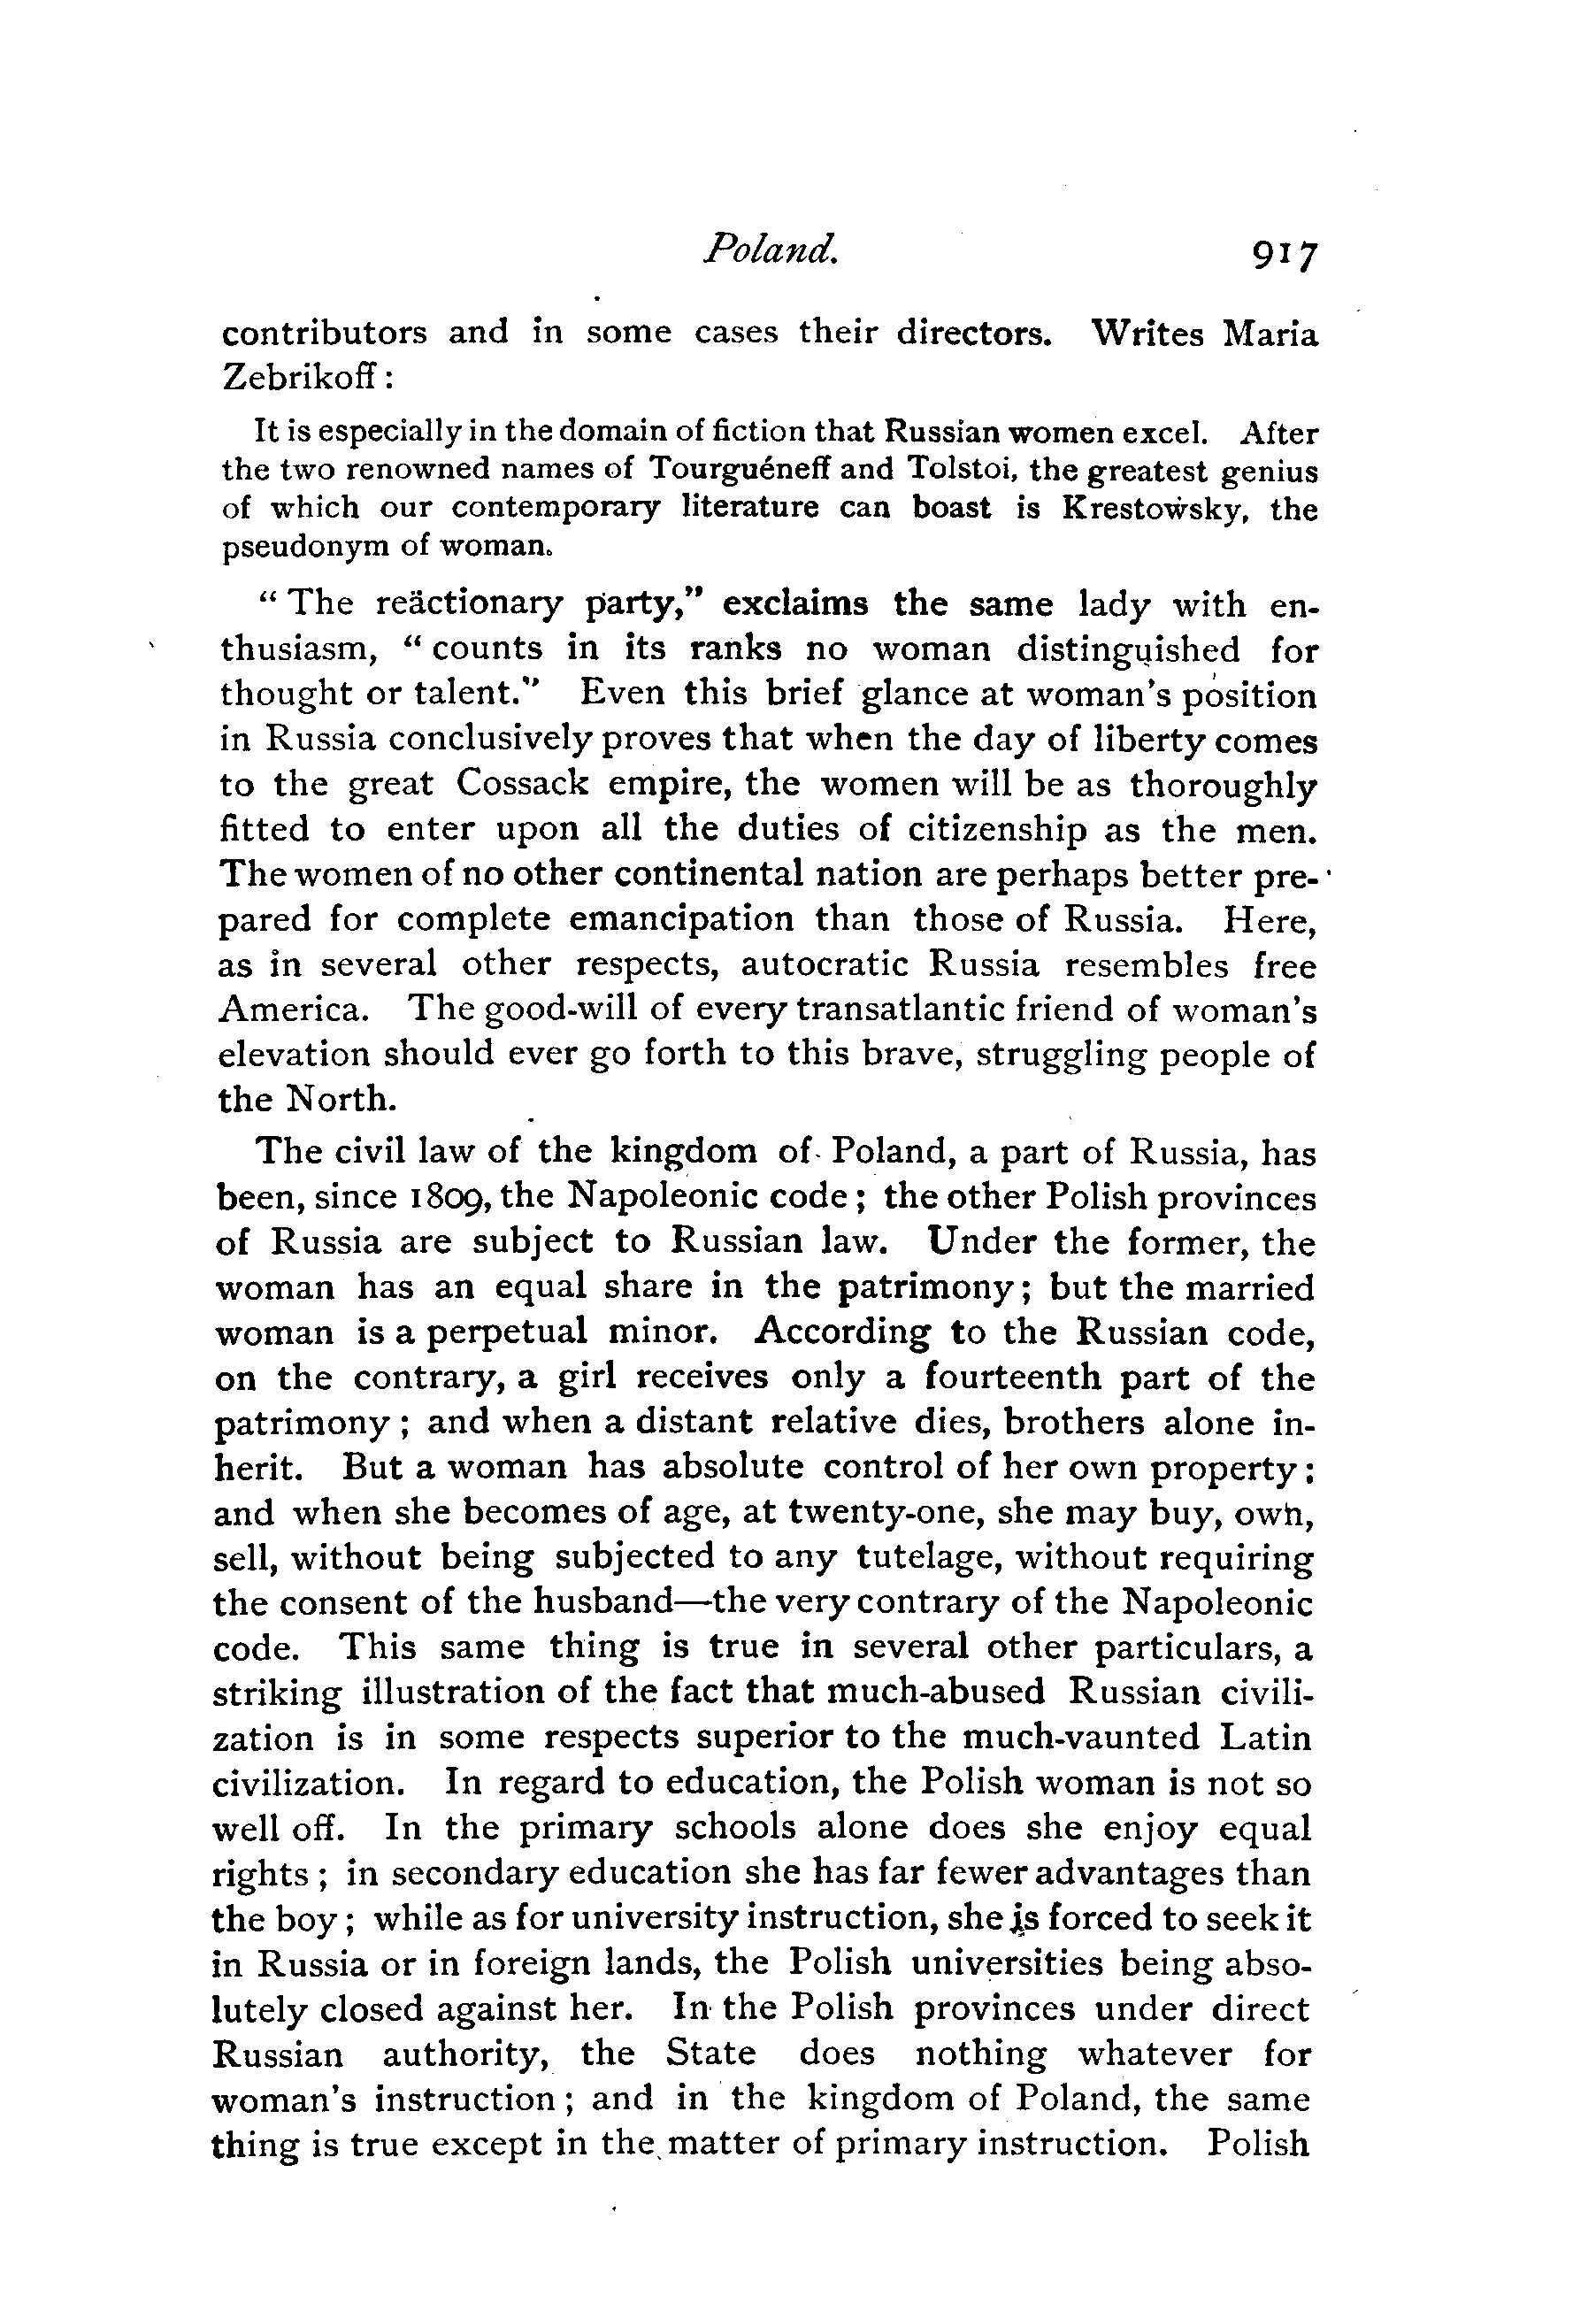 Poland. 917
contributors and in some cases their directors. Writes Maria
Zebrikoff:
It is especially in the domain of fiction that Russian women excel. After
the two renowned names of Tourguéneff and Tolstoi, the greatest genius
of which our contemporary literature can boast is Krestowsky, the
pseudonym of woman.
"The reäctionary party," exclaims the same lady with en-
thusiasm, "counts in its ranks no woman distinguished for
thought or talent." Even this brief glance at woman's position
in Russia conclusively proves that when the day of liberty comes
to the great Cossack empire, the women will be as thoroughly
fitted to enter upon all the duties of citizenship as the men.
The women of no other continental nation are perhaps better pre-
pared for complete emancipation than those of Russia. Here,
as in several other respects, autocratic Russia resembles free
America. The good-will of every transatlantic friend of woman's
elevation should ever go forth to this brave, struggling people of
the North.
The civil law of the kingdom of Poland, a part of Russia, has
been, since 1809, the Napoleonic code; the other Polish provinces
of Russia are subject to Russian law. Under the former, the
woman has an equal share in the patrimony; but the married
woman is a perpetual minor. According to the Russian code,
on the contrary, a girl receives only a fourteenth part of the
patrimony; and when a distant relative dies, brothers alone in-
herit. But a woman has absolute control of her own property;
and when she becomes of age, at twenty-one, she may buy, own,
sell, without being subjected to any tutelage, without requiring
the consent of the husband—the very contrary of the Napoleonic
code. This same thing is true in several other particulars, a
striking illustration of the fact that much-abused Russian civili-
zation is in some respects superior to the much-vaunted Latin
civilization. In regard to education, the Polish woman is not so
well off. In the primary schools alone does she enjoy equal
rights; in secondary education she has far fewer advantages than
the boy; while as for university instruction, she is forced to seek it
in Russia or in foreign lands, the Polish universities being abso-
lutely closed against her. In the Polish provinces under direct
Russian authority, the State does nothing whatever for
woman's instruction; and in the kingdom of Poland, the same
thing is true except in the matter of primary instruction. Polish